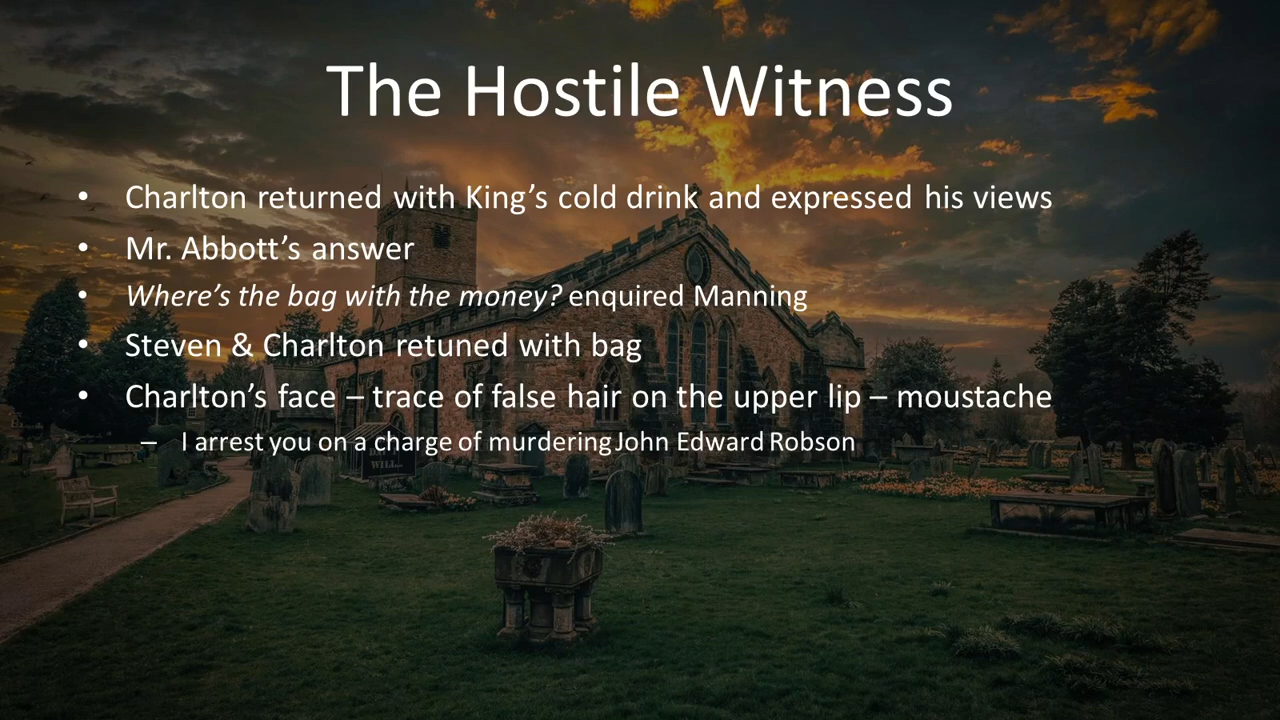 The Hostile Witness
• Charlton returned with King’s cold drink and expressed his views
• Mr. Abbott’s answer
• Where’s the bag with the money? enquired Manning
• Steven & Charlton retuned with bag
• Charlton’s face – trace of false hair on the upper lip – moustache
– I arrest you on a charge of murdering John Edward Robson
WILL